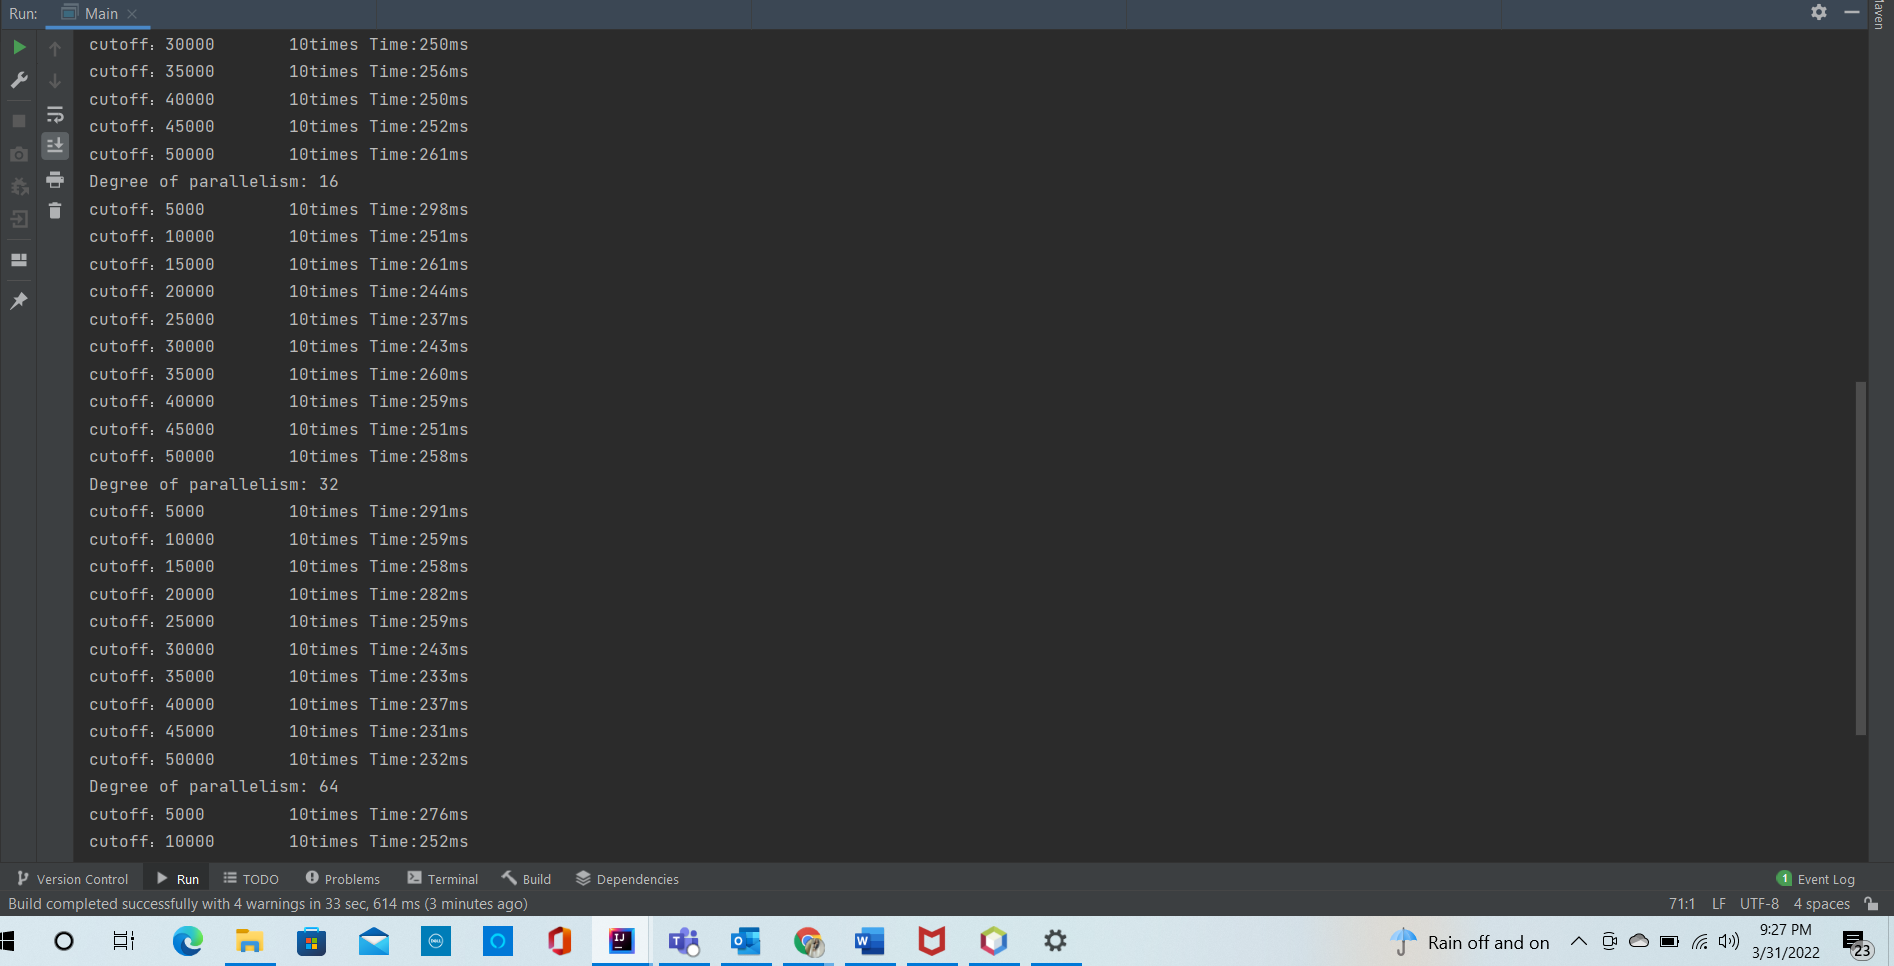 Run: Main
Maven
cutoff: 30000 10times Time:250ms
cutoff: 35000 10times Time:256ms
cutoff: 40000 10times Time:250ms
cutoff: 45000 10times Time:252ms
cutoff: 50000 10times Time:261ms
Degree of parallelism: 16
cutoff: 5000 10times Time:298ms
cutoff: 10000 10times Time:251ms
cutoff: 15000 10times Time:261ms
cutoff: 20000 10times Time:244ms
cutoff: 25000 10times Time:237ms
cutoff: 30000 10times Time:243ms
cutoff: 35000 10times Time:260ms
cutoff: 40000 10times Time:259ms
cutoff: 45000 10times Time:251ms
cutoff: 50000 10times Time:258ms
Degree of parallelism: 32
cutoff: 5000 10times Time:291ms
cutoff: 10000 10times Time:259ms
cutoff: 15000 10times Time:258ms
cutoff: 20000 10times Time:282ms
cutoff: 25000 10times Time:259ms
cutoff: 30000 10times Time:243ms
cutoff: 35000 10times Time:233ms
cutoff: 40000 10times Time:237ms
cutoff: 45000 10times Time:231ms
cutoff: 50000 10times Time:232ms
Degree of parallelism: 64
cutoff: 5000 10times Time:276ms
cutoff: 10000 10times Time:252ms
Version Control Run TODO Problems Terminal Build Dependencies 1 Event Log
Build completed successfully with 4 warnings in 33 sec, 614 ms (3 minutes ago) 71:1 LF UTF-8 4 spaces
DELL IJ T O W Rain off and on 9:27 PM
3/31/2022 23